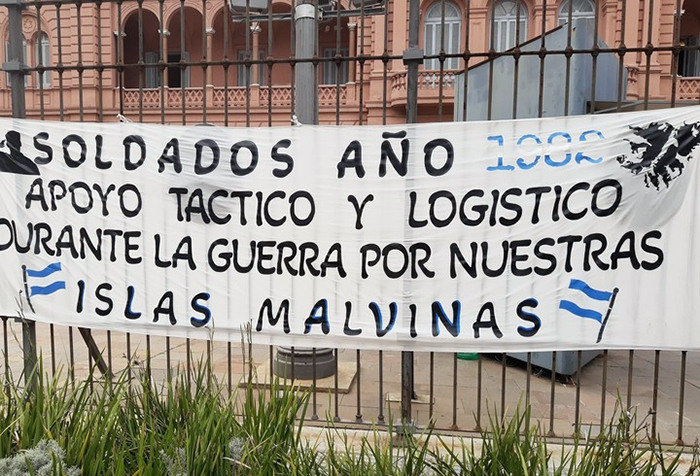 SOLDADOS AÑO 1982
APOYO TACTICO Y LOGISTICO
DURANTE LA GUERRA POR NUESTRAS
ISLAS MALVINAS